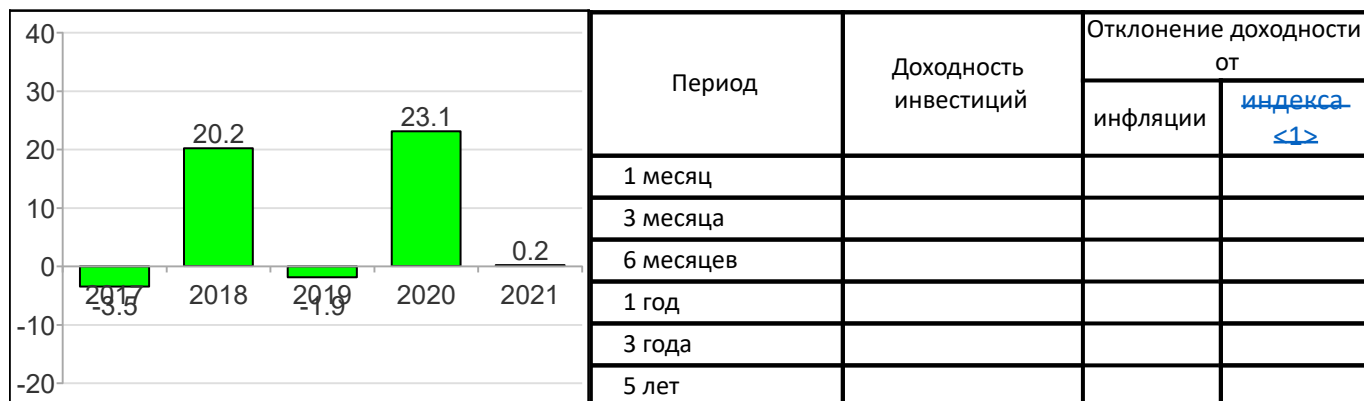 40
30
20
10
0
-10
-20
-3.5
20.2
-1.9
23.1
0.2
2017
2018
2019
2020
2021
Период
Доходность
инвестиций
Отклонение доходности
от
инфляции
индекса
<1>
1 месяц
3 месяца
6 месяцев
1 год
3 года
5 лет